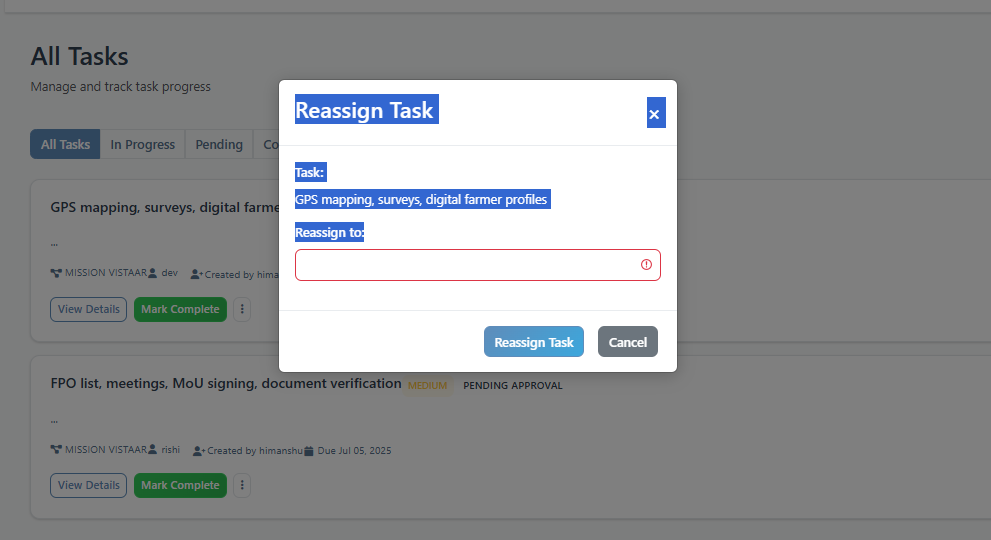 All Tasks
Manage and track task progress
All Tasks In Progress Pending Co
Reassign Task ×
Task:
GPS mapping, surveys, digital farmer profiles
Reassign to:
Reassign Task Cancel
GPS mapping, surveys, digital farme
...
MISSION VISTAAR dev Created by hima
View Details Mark Complete
FPO list, meetings, MoU signing, document verification MEDIUM PENDING APPROVAL
...
MISSION VISTAAR rishi Created by himanshu Due Jul 05, 2025
View Details Mark Complete